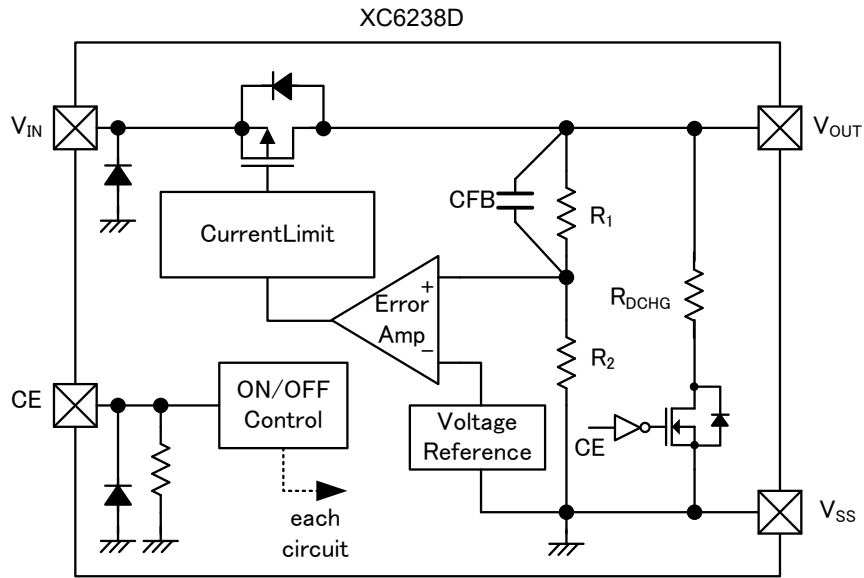 XC6238D
VIN
VOUT
CFB
R1
CurrentLimit
RDCHG
+
Error
Amp
−
R2
CE
ON/OFF
Control
Voltage
Reference
CE
each
circuit
VSS